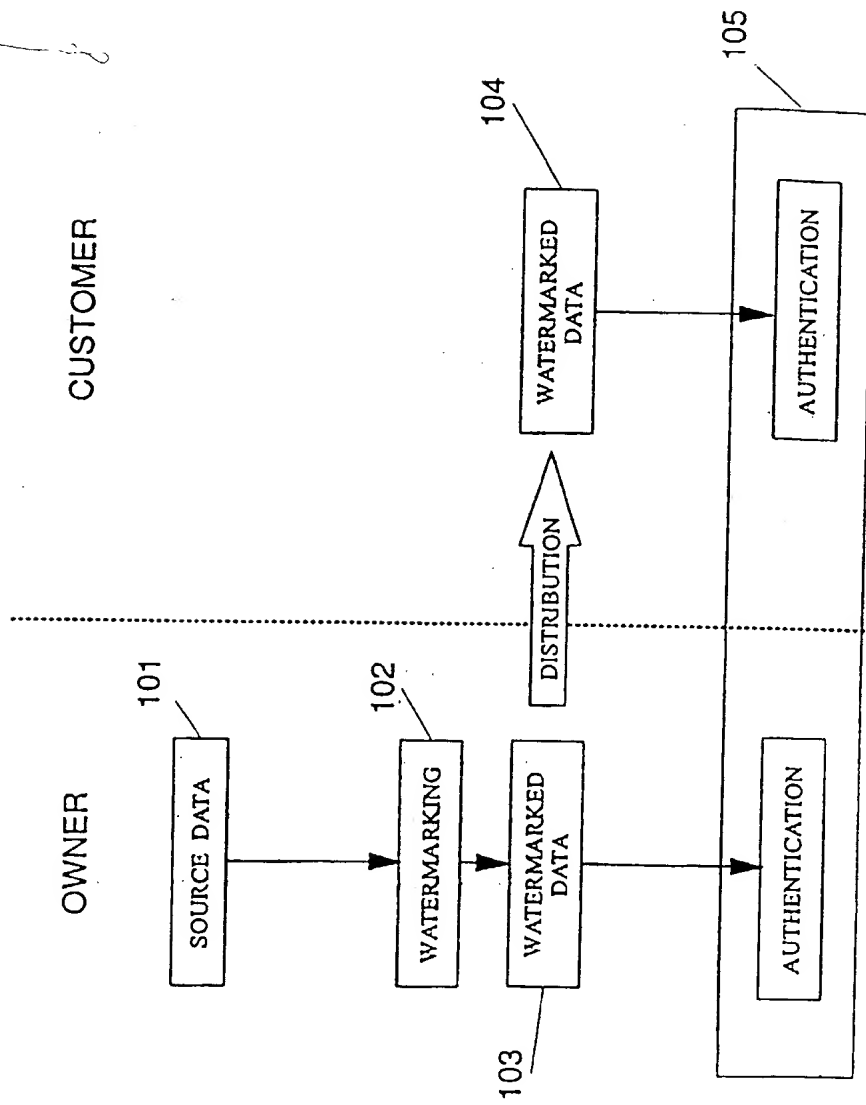 OWNER
CUSTOMER
101
SOURCE DATA
102
WATERMARKING
103
WATERMARKED
DATA
DISTRIBUTION
104
WATERMARKED
DATA
105
AUTHENTICATION
AUTHENTICATION